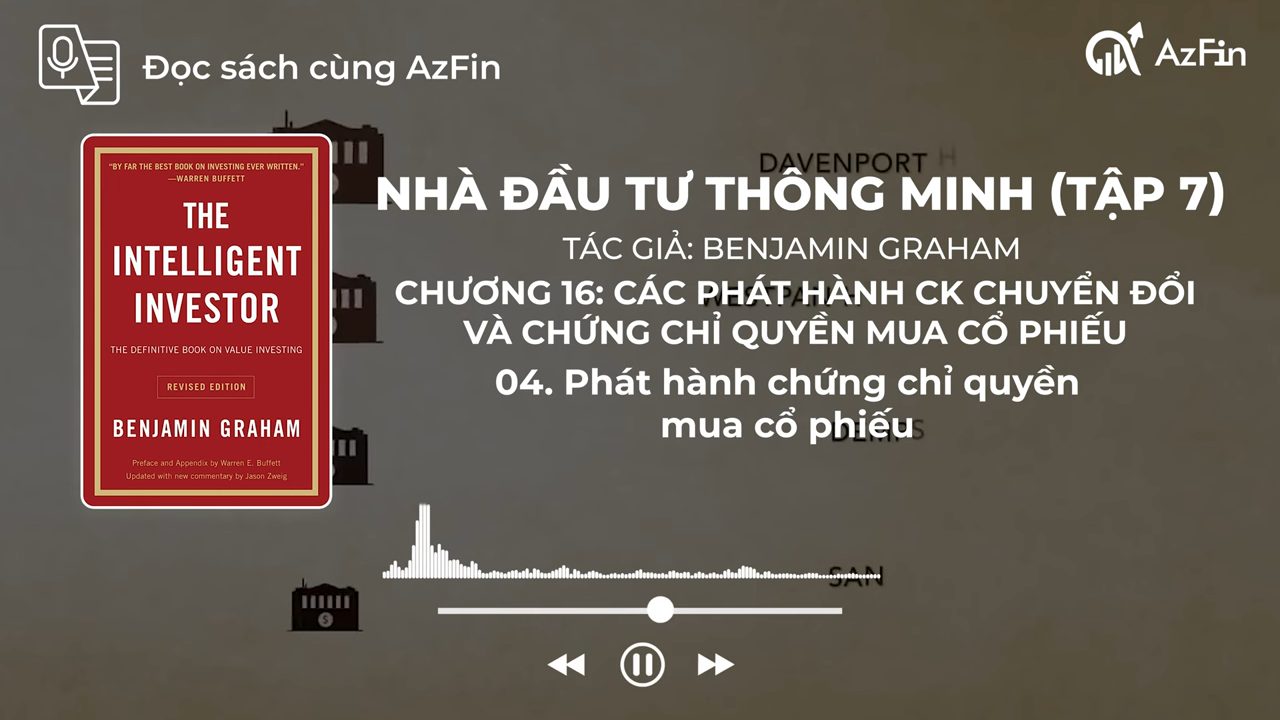 Đọc sách cùng AzFin
AzFin
"BY FAR THE BEST BOOK ON INVESTING EVER WRITTEN."
—WARREN BUFFETT
THE
INTELLIGENT
INVESTOR
THE DEFINITIVE BOOK ON VALUE INVESTING
REVISED EDITION
BENJAMIN GRAHAM
Preface and Appendix by Warren E. Buffett
Updated with new commentary by Jason Zweig
DAVENPORT H
NHÀ ĐẦU TƯ THÔNG MINH (TẬP 7)
TÁC GIẢ: BENJAMIN GRAHAM
CHƯƠNG 16: CÁC PHÁT HÀNH CK CHUYỂN ĐỔI
VÀ CHỨNG CHỈ QUYỀN MUA CỔ PHIẾU
04. Phát hành chứng chỉ quyền
mua cổ phiếu
SAN